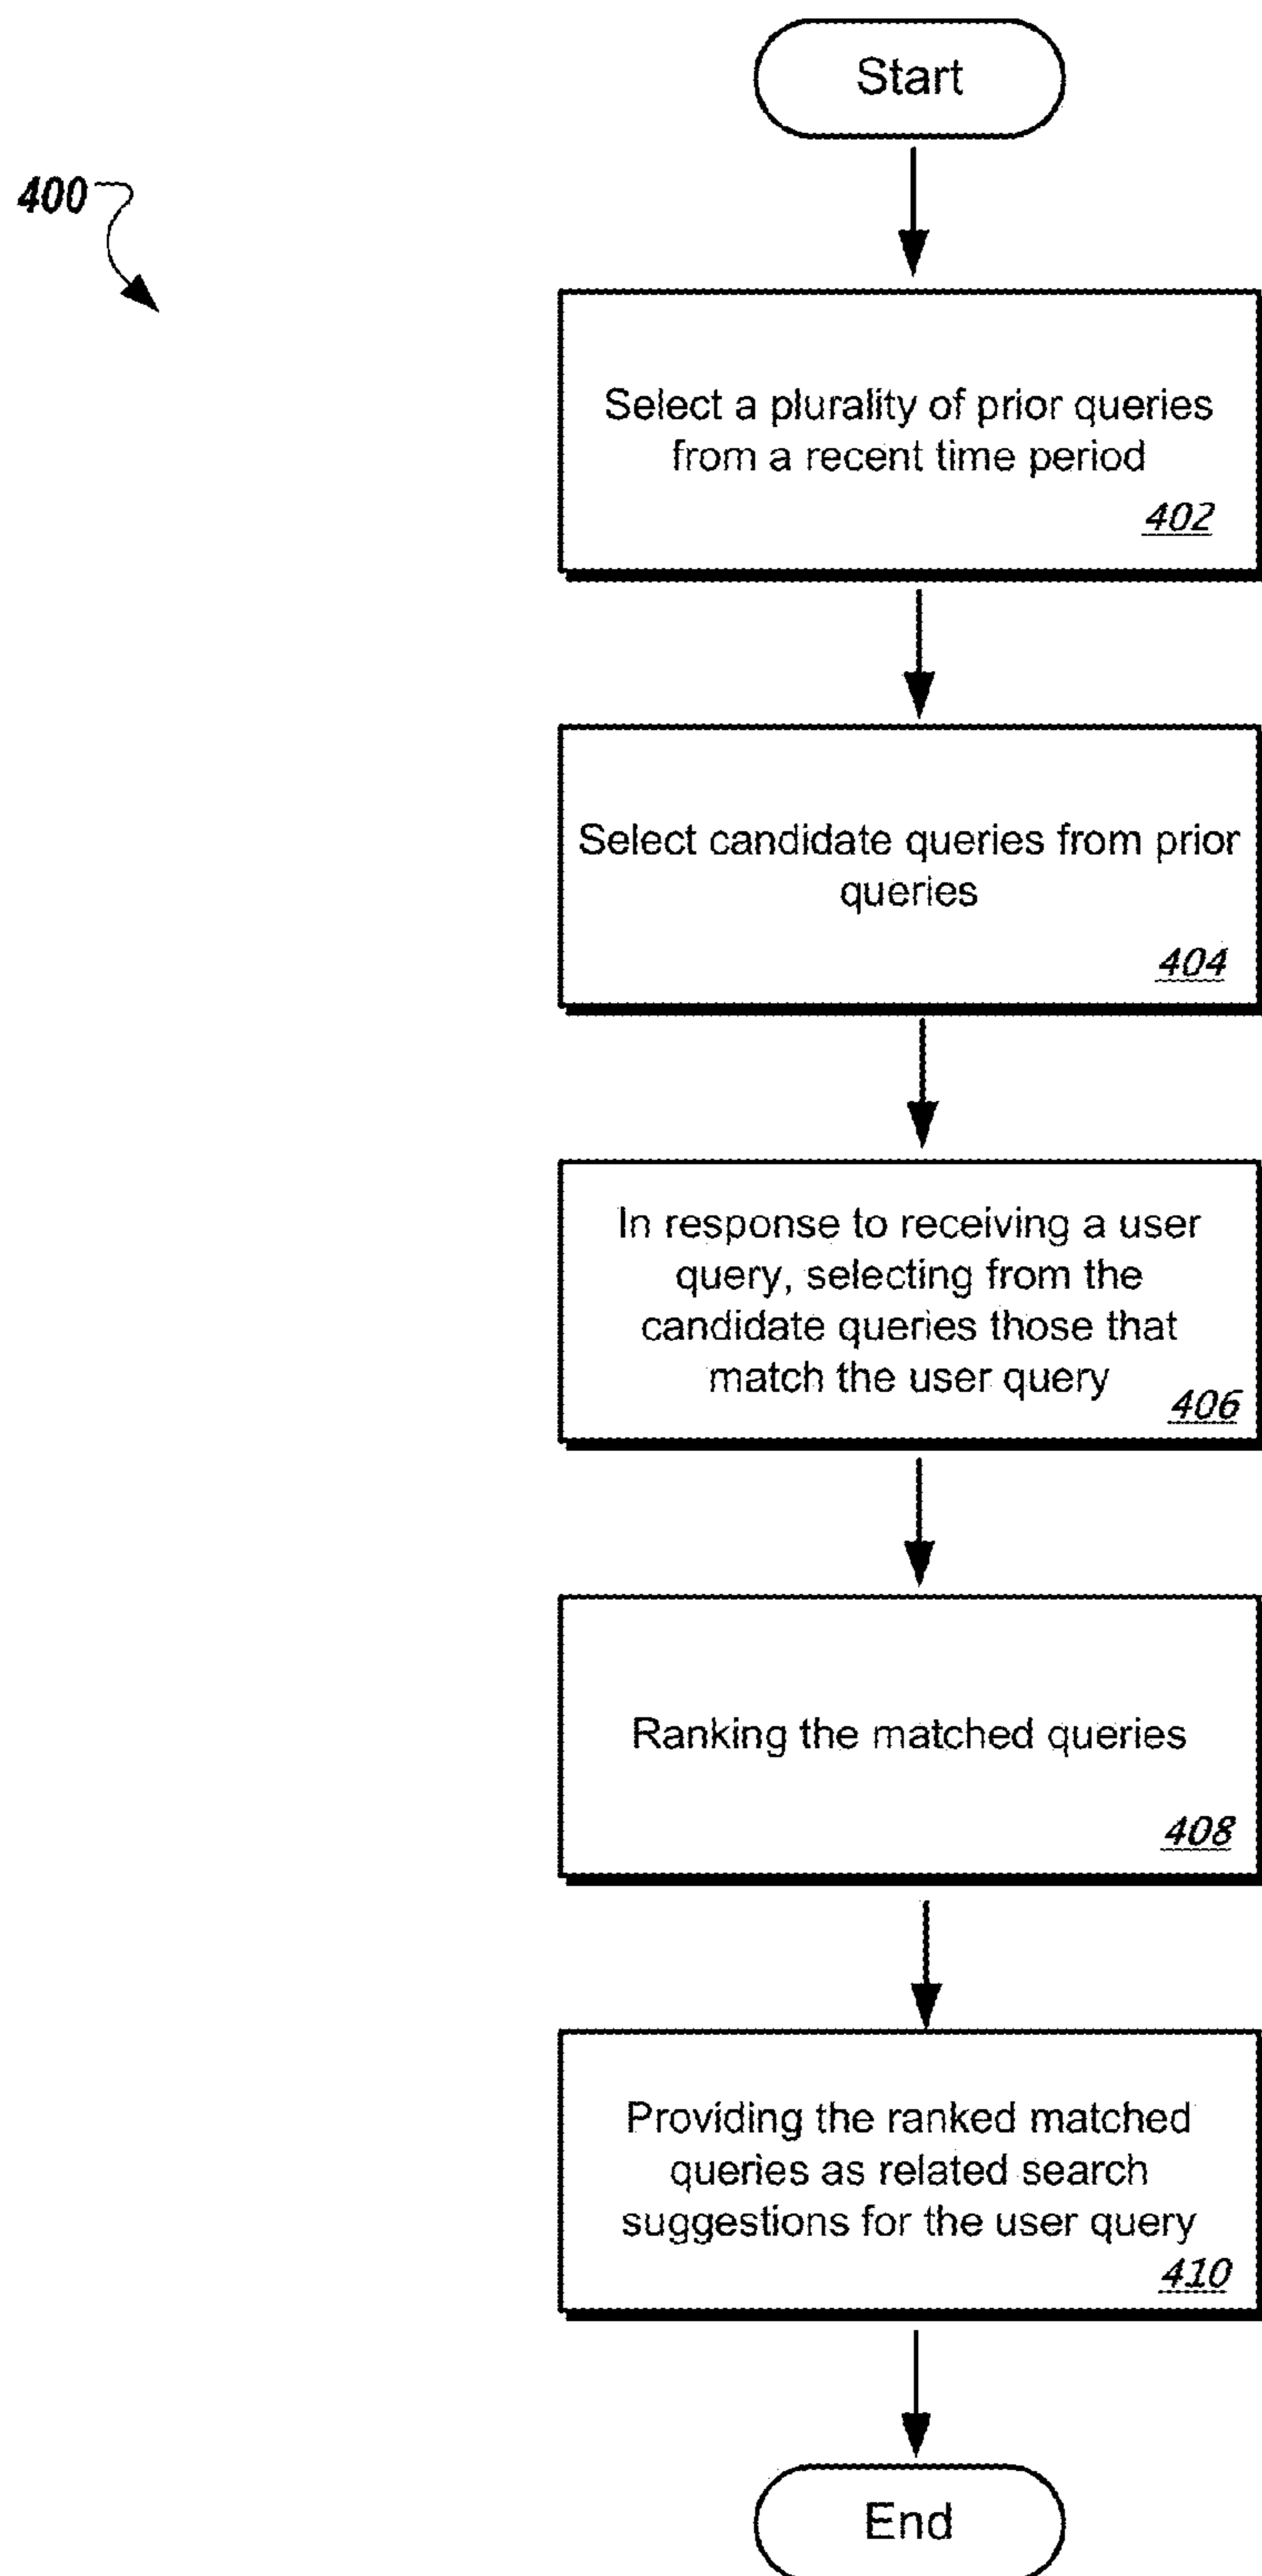 Start
400
Select a plurality of prior queries
from a recent time period
402
Select candidate queries from prior
queries
404
In response to receiving a user
query, selecting from the
candidate queries those that
match the user query
406
Ranking the matched queries
408
Providing the ranked matched
queries as related search
suggestions for the user query
410
End